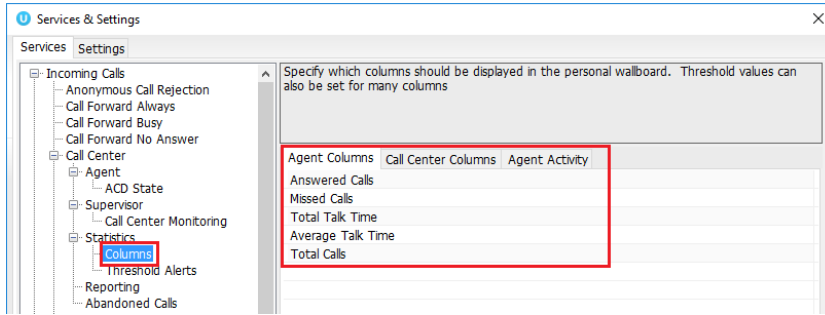 Services & Settings
Services Settings
Incoming Calls
Anonymous Call Rejection
Call Forward Always
Call Forward Busy
Call Forward No Answer
Call Center
Agent
ACD State
Supervisor
Call Center Monitoring
Statistics
Columns
Threshold Alerts
Reporting
Abandoned Calls
Specify which columns should be displayed in the personal wallboard. Threshold values can
also be set for many columns
Agent Columns Call Center Columns Agent Activity
Answered Calls
Missed Calls
Total Talk Time
Average Talk Time
Total Calls